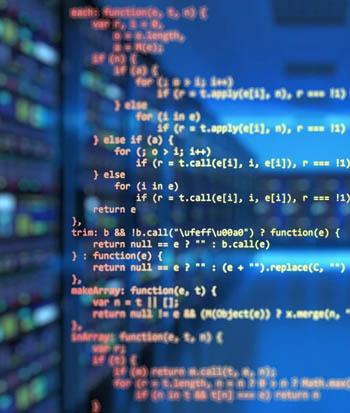 each: function(e, t, n) {
var r, i = 0,
o = e.length,
a = M(e);
if (n) {
if (a) {
for (; o > i; i++)
if (r = t.apply(e[i], n), r === !1)
} else
for (i in e)
if (r = t.apply(e[i], n), r === !1)
} else if (a) {
for (; o > i; i++)
if (r = t.call(e[i], i, e[i]), r === !1)
} else
for (i in e)
if (r = t.call(e[i], i, e[i]), r === !1)
return e
},
trim: b && !b.call("\ufeff\u00a0") ? function(e) {
return null == e ? "" : b.call(e)
} : function(e) {
return null == e ? "" : (e + "").replace(C, "")
},
makeArray: function(e, t) {
var n = t || [];
return null != e && (M(Object(e)) ? x.merge(n, "
},
inArray: function(e, t, n) {
var r;
if (t) {
if (m) return m.call(t, e, n);
for (r = t.length, n = n ? 0 > n ? Math.max(
if (n in t && t[n] === e) return n
}